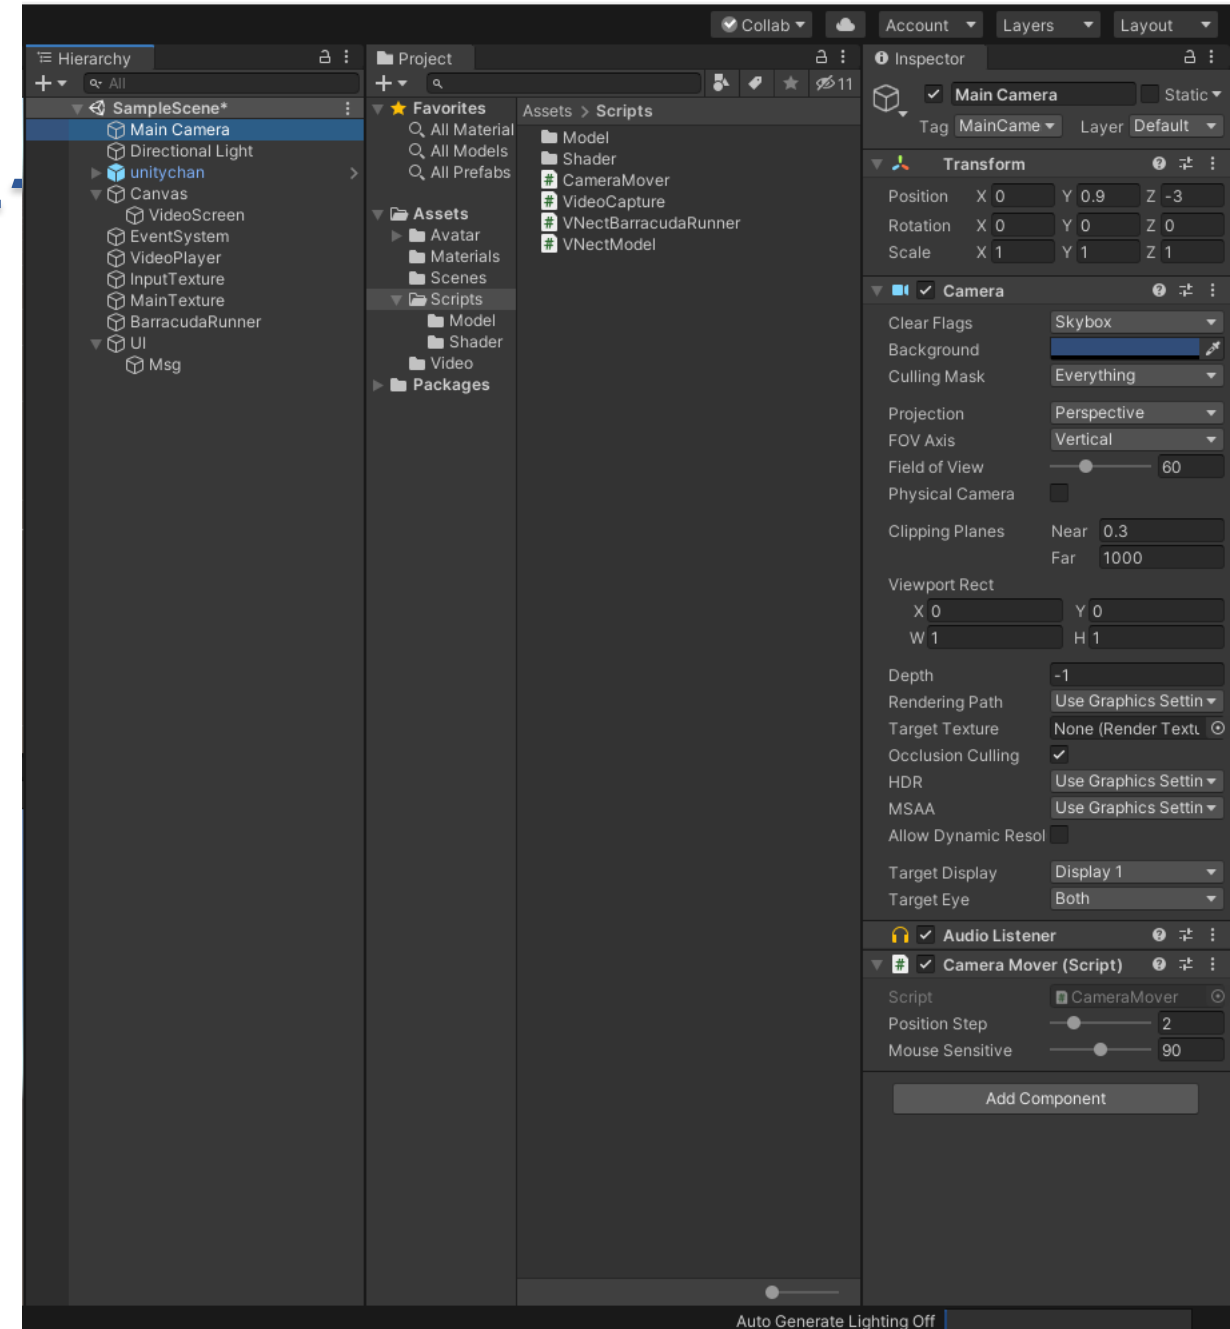 Collab
Account
Layers
Layout
Hierarchy
All
SampleScene*
Main Camera
Directional Light
unitychan
Canvas
VideoScreen
EventSystem
VideoPlayer
InputTexture
MainTexture
BarracudaRunner
UI
Msg
Project
11
Favorites
All Material
All Models
All Prefabs
Assets
Avatar
Materials
Scenes
Scripts
Model
Shader
Video
Packages
Assets > Scripts
Model
Shader
CameraMover
VideoCapture
VNectBarracudaRunner
VNectModel
Inspector
Main Camera Static
Tag MainCame Layer Default
Transform
Position X 0 Y 0.9 Z -3
Rotation X 0 Y 0 Z 0
Scale X 1 Y 1 Z 1
Camera
Clear Flags Skybox
Background
Culling Mask Everything
Projection Perspective
FOV Axis Vertical
Field of View 60
Physical Camera
Clipping Planes Near 0.3
Far 1000
Viewport Rect
X 0 Y 0
W 1 H 1
Depth -1
Rendering Path Use Graphics Settin
Target Texture None (Render Textu
Occlusion Culling
HDR Use Graphics Settin
MSAA Use Graphics Settin
Allow Dynamic Resol
Target Display Display 1
Target Eye Both
Audio Listener
# Camera Mover (Script)
Script CameraMover
Position Step 2
Mouse Sensitive 90
Add Component
Auto Generate Lighting Off